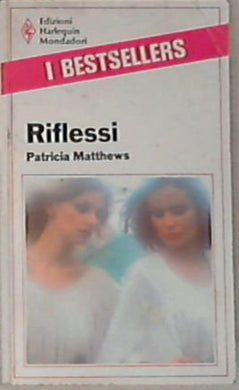 Edizioni
Harlequin
Mondadori
I BESTSELLERS
Riflessi
Patricia Matthews